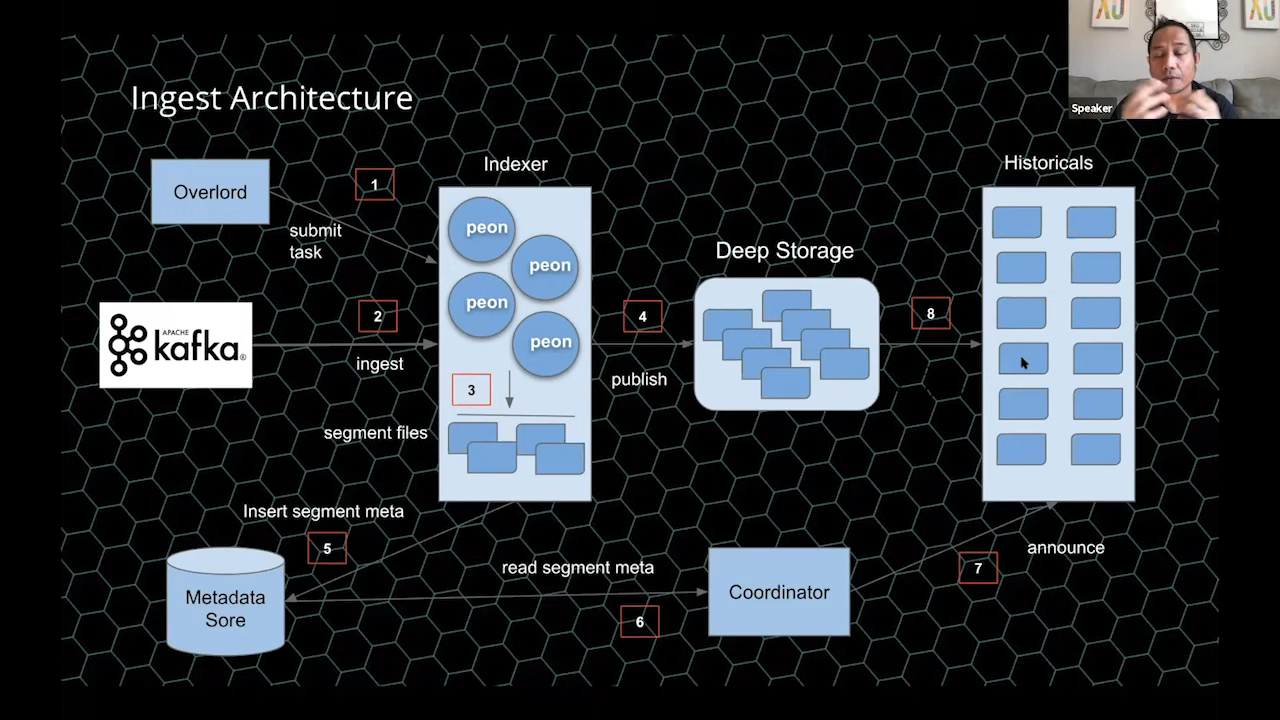 Ingest Architecture
Speaker
Overlord
1
submit
task
APACHE
kafka®
2
ingest
Indexer
peon
peon
peon
peon
3
segment files
4
publish
Deep Storage
8
Historicals
Insert segment meta
5
Metadata
Sore
read segment meta
6
Coordinator
7
announce